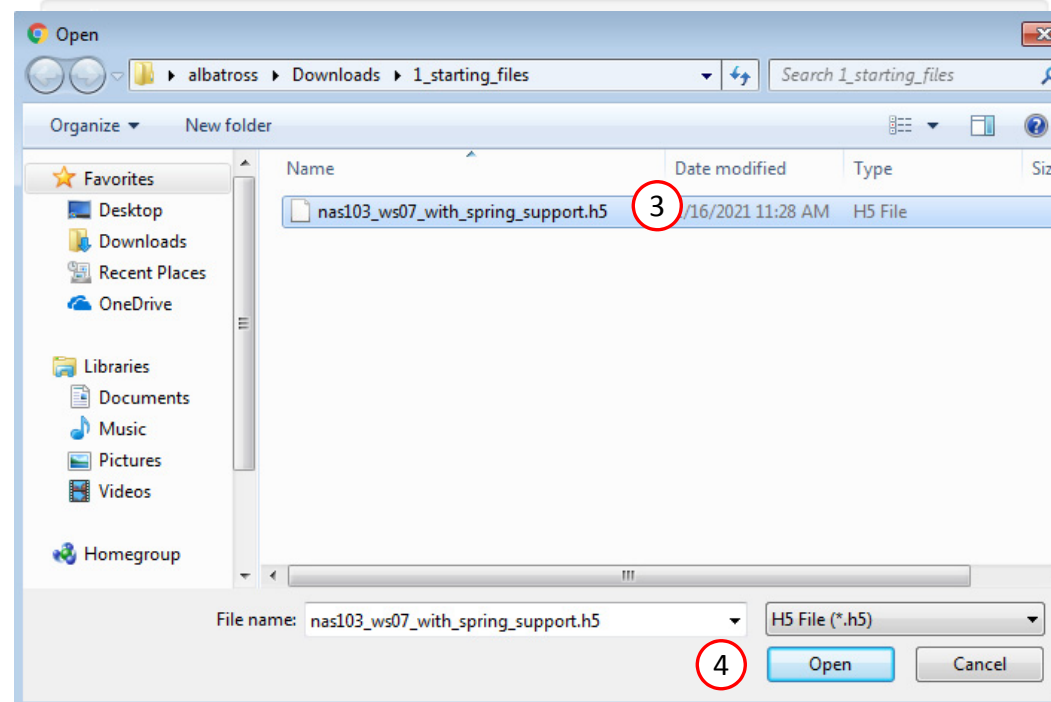 Open
albatross Downloads 1_starting_files Search 1_starting_files
Organize New folder
Name Date modified Type Siz
Favorites
Desktop
Downloads
Recent Places
OneDrive
Libraries
Documents
Music
Pictures
Videos
Homegroup
nas103_ws07_with_spring_support.h5 3 /16/2021 11:28 AM H5 File
File name: nas103_ws07_with_spring_support.h5 H5 File (*.h5)
4 Open Cancel